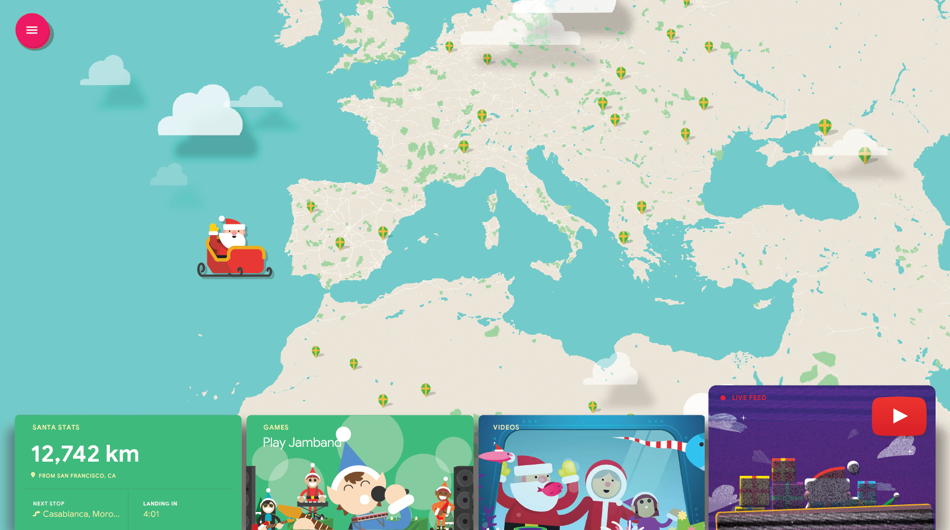 SANTA STATS
12,742 km
FROM SAN FRANCISCO, CA
NEXT STOP
Casablanca, Moro...
LANDING IN
4:01
GAMES
Play Jamband
VIDEOS
LIVE FEED